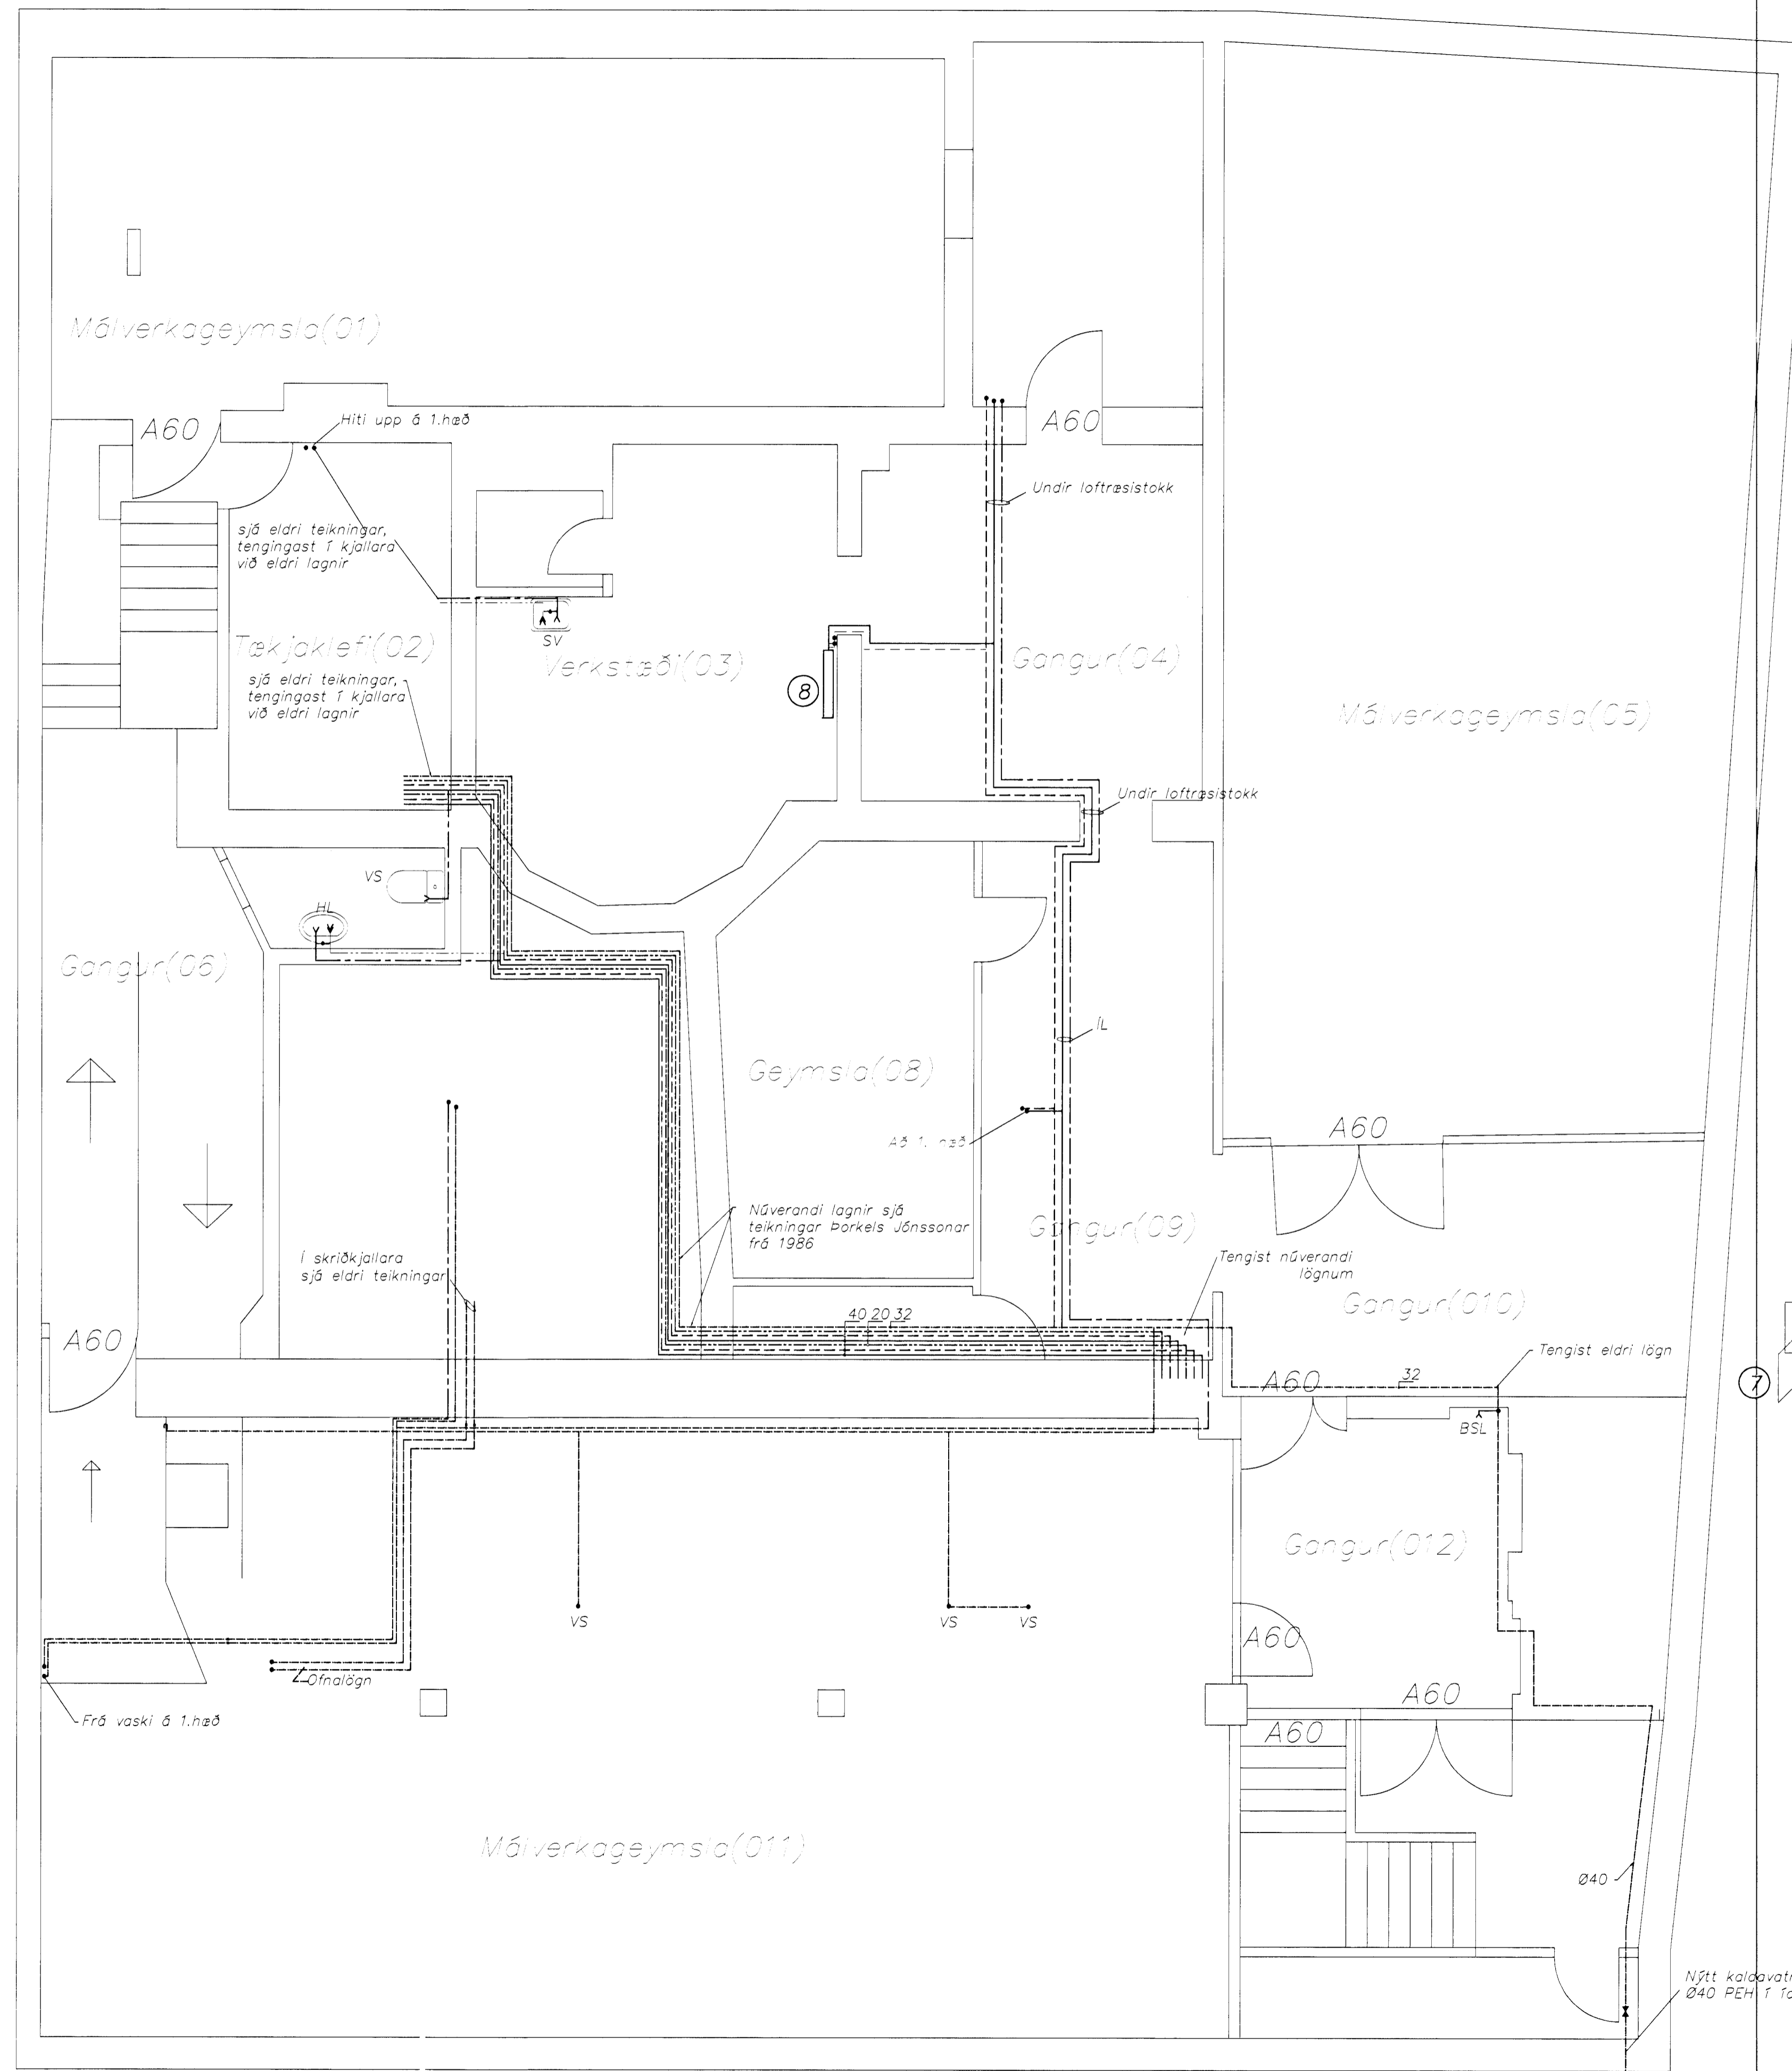 Málverkageymsla(01)
A60
Hiti upp á 1.hæð
A60
Undir loftræsistokk
sjá eldri teikningar,
tengingast í kjallara
við eldri lagnir
SV
Tækjaklefi(02)
Verkstæði(03)
Gangur(04)
sjá eldri teikningar,
tengingast í kjallara
við eldri lagnir
8
Málverkageymsla(05)
Undir loftræsistokk
VS
HL
Gangur(06)
ÍL
Geymsla(08)
Að 1. hæð
A60
Núverandi lagnir sjá
teikningar Þorkels Jónssonar
frá 1986
Gangur(09)
Í skriðkjallara
sjá eldri teikningar
Tengist núverandi
lögnum
Gangur(010)
40 20 32
A60
Tengist eldri lögn
A60
32
7
BSL
Gangur(012)
VS
VS
VS
A60
Ofnalögn
A60
Frá vaski á 1.hæð
A60
Málverkageymsla(011)
Ø40
Nýtt
Ø40 PEH í